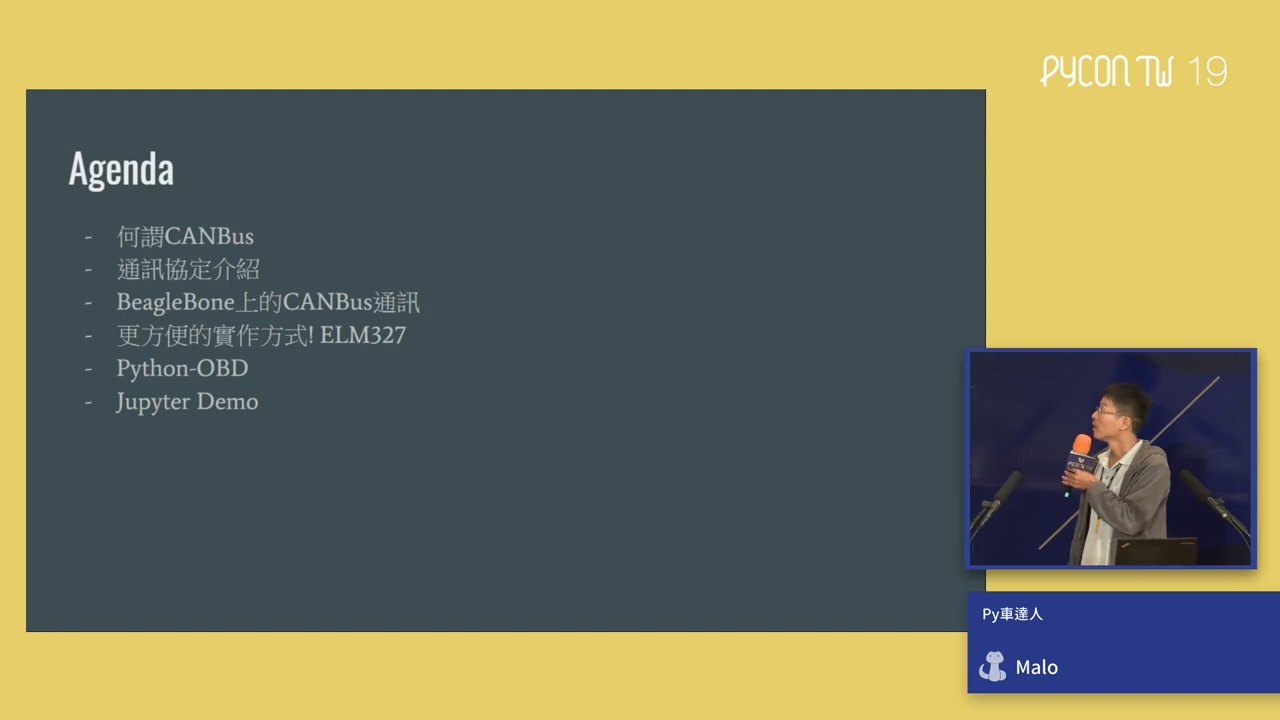 PYCON TW 19
Agenda
- 何謂CANBus
- 通訊協定介紹
- BeagleBone上的CANBus通訊
- 更方便的實作方式! ELM327
- Python-OBD
- Jupyter Demo
Py車達人
Malo